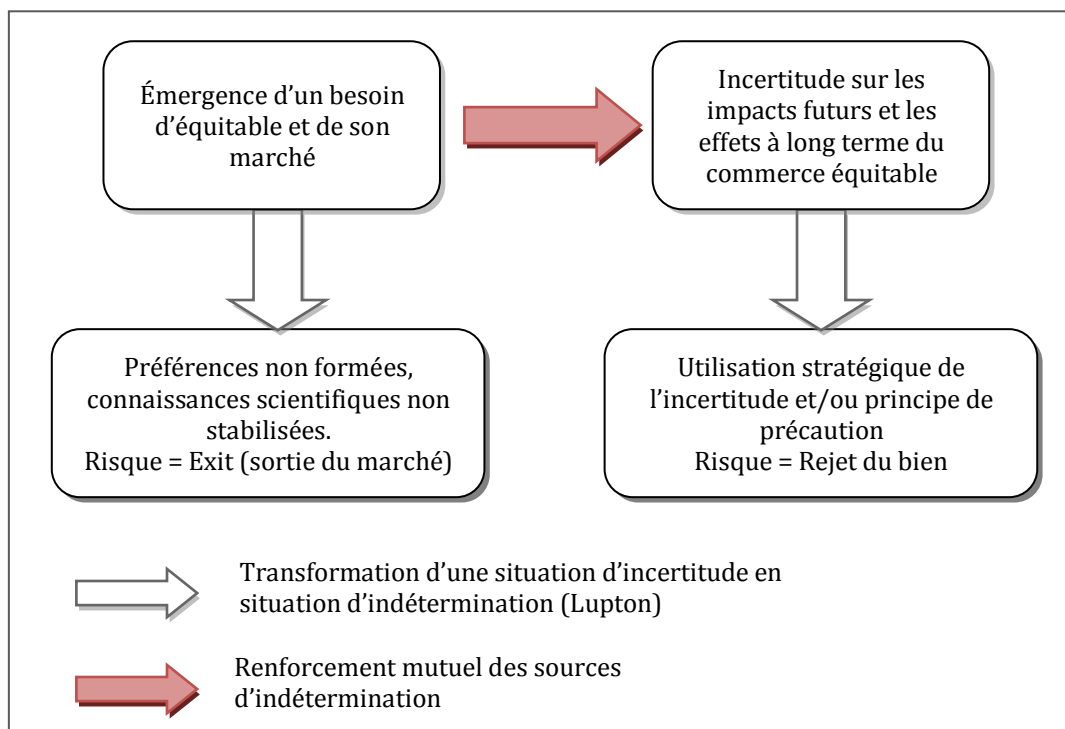 Émergence d’un besoin
d’équitable et de son
marché
Incertitude sur les
impacts futurs et les
effets à long terme du
commerce équitable
Préférences non formées,
connaissances scientifiques non
stabilisées.
Risque = Exit (sortie du marché)
Utilisation stratégique de
l’incertitude et/ou principe de
précaution
Risque = Rejet du bien
Transformation d’une situation d’incertitude en
situation d’indétermination (Lupton)
Renforcement mutuel des sources
d’indétermination